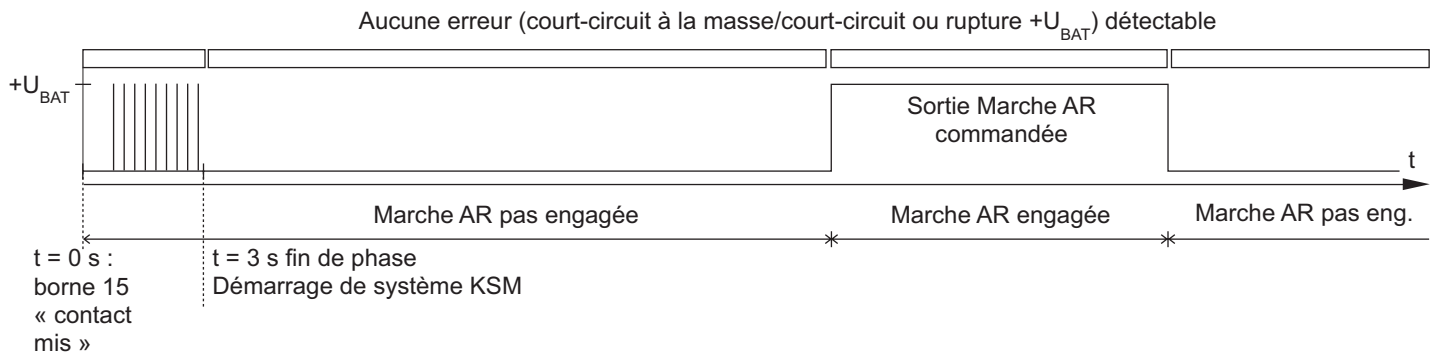 Aucune erreur (court-circuit à la masse/court-circuit ou rupture +U_BAT) détectable
+U_BAT
Sortie Marche AR
commandée
t
Marche AR pas engagée
Marche AR engagée
Marche AR pas eng.
t = 0 s :
borne 15
« contact
mis »
t = 3 s fin de phase
Démarrage de système KSM